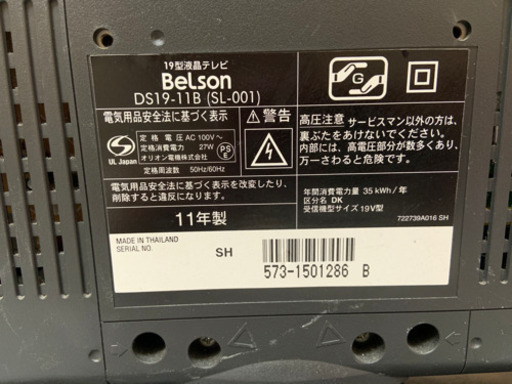 19型液晶テレビ
BeLson
DS19-11B (SL-001)
電気用品安全法に基づく表示
UL Japan
定格電圧 AC 100V~
定格消費電力 27W
オリオン電機株式会社
定格周波数 50Hz/60Hz
PSE
電気用品安全法に基づく表示を改変したり、
削除すると違反になります。
11年製
⚠警告
G
高圧注意 サービスマン以外の方は、
裏ぶたをあけないでください。
内部には、高電圧部分が数多くあり、
万一さわると危険です。
年間消費電力量 35 kWh/年
区分名 DK
受信機型サイズ 19V型
722739A016 SH
MADE IN THAILAND
SERIAL NO.
SH
573-1501286 B